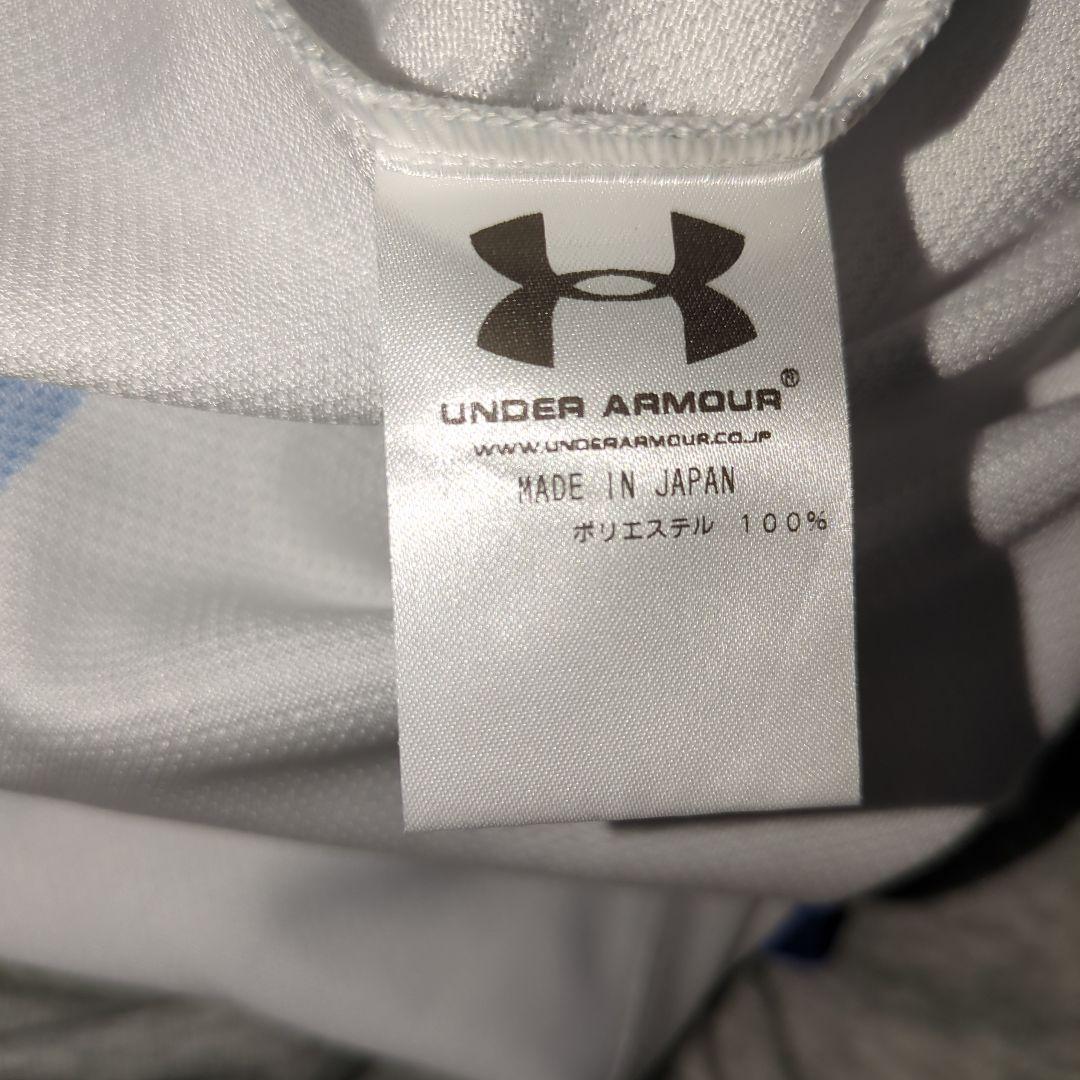 UNDER ARMOUR®
WWW.UNDERARMOUR.CO.JP
MADE IN JAPAN
ポリエステル 100%